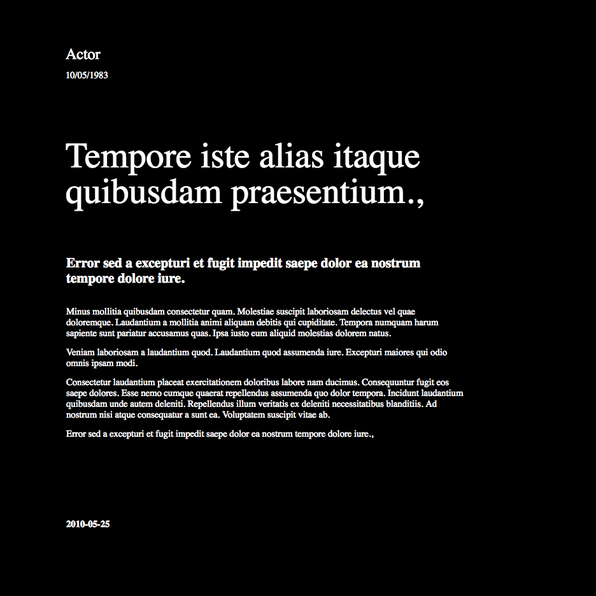 Actor
10/05/1983
Tempore iste alias itaque
quibusdam praesentium.,
Error sed a excepturi et fugit impedit saepe dolor ea nostrum
tempore dolore iure.
Minus mollitia quibusdam consectetur quam. Molestiae suscipit laboriosam delectus vel quae
doloremque. Laudantium a mollitia animi aliquam debitis qui cupiditate. Tempora numquam harum
sapiente sunt pariatur accusamus quas. Ipsa iusto eum aliquid molestias dolorem natus.
Veniam laboriosam a laudantium quod. Laudantium quod assumenda iure. Excepturi maiores qui odio
omnis ipsam modi.
Consectetur laudantium placeat exercitationem doloribus labore nam ducimus. Consequuntur fugit eos
saepe dolores. Esse nemo cumque quaerat repellendus assumenda quo dolor tempora. Incidunt laudantium
quibusdam unde autem deleniti. Repellendus illum veritatis ex deleniti necessitatibus blanditiis. Ad
nostrum nisi atque consequatur a sunt ea. Voluptatem suscipit vitae ab.
Error sed a excepturi et fugit impedit saepe dolor ea nostrum tempore dolore iure.,
2010-05-25